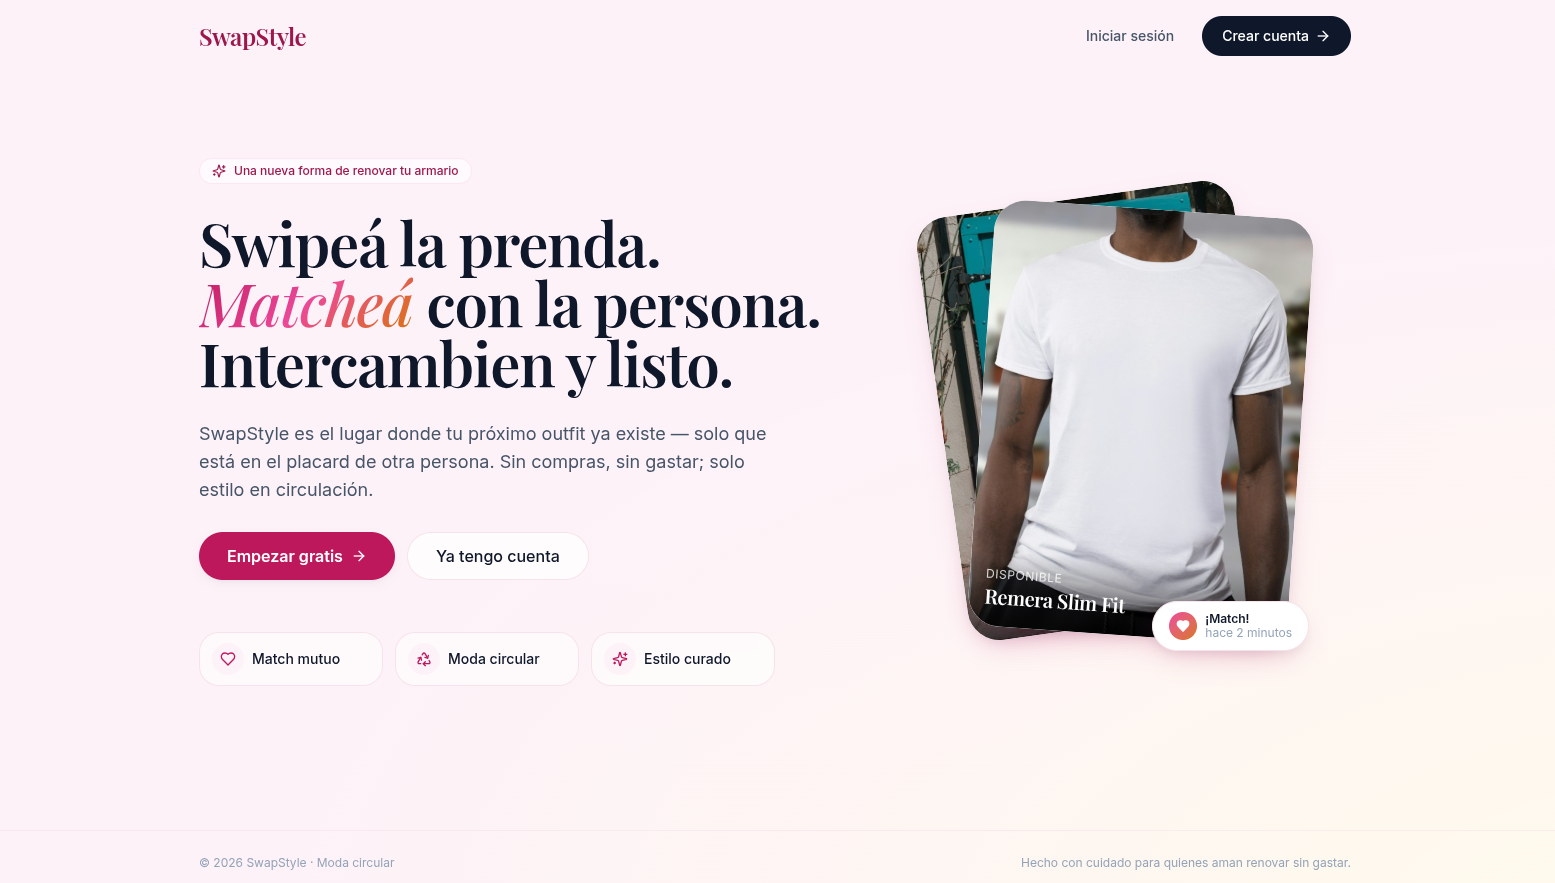 SwapStyle
Iniciar sesión
Crear cuenta
Una nueva forma de renovar tu armario
Swipeá la prenda.
Matcheá con la persona.
Intercambien y listo.
SwapStyle es el lugar donde tu próximo outfit ya existe — solo que
está en el placard de otra persona. Sin compras, sin gastar; solo
estilo en circulación.
Empezar gratis
Ya tengo cuenta
Match mutuo
Moda circular
Estilo curado
DISPONIBLE
Remera Slim Fit
¡Match!
hace 2 minutos
© 2026 SwapStyle · Moda circular
Hecho con cuidado para quienes aman renovar sin gastar.